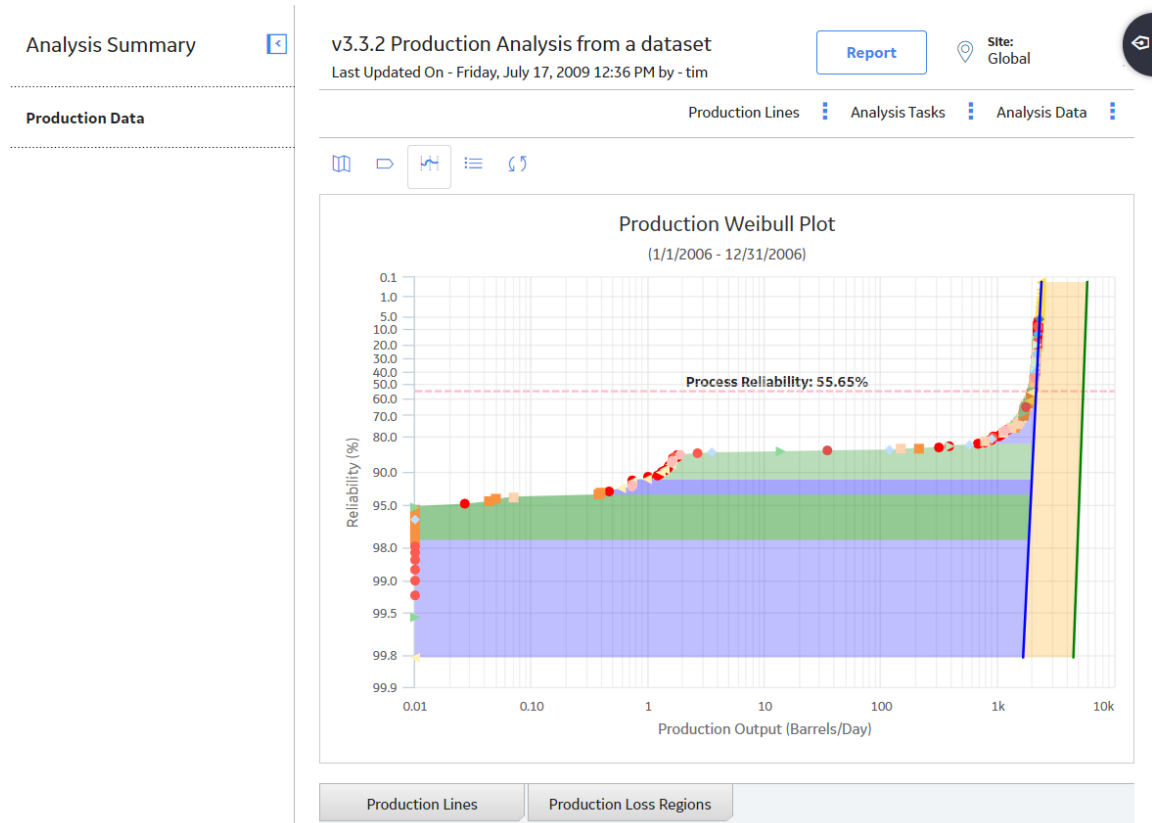 Analysis Summary
Production Data
v3.3.2 Production Analysis from a dataset
Last Updated On - Friday, July 17, 2009 12:36 PM by - tim
Report
Site:
Global
Production Lines
Analysis Tasks
Analysis Data
Production Weibull Plot
(1/1/2006 - 12/31/2006)
Reliability (%)
0.1
1.0
5.0
10.0
20.0
30.0
40.0
50.0
60.0
70.0
80.0
90.0
95.0
98.0
99.0
99.5
99.8
99.9
Process Reliability: 55.65%
0.01 0.10 1 10 100 1k 10k
Production Output (Barrels/Day)
Production Lines
Production Loss Regions